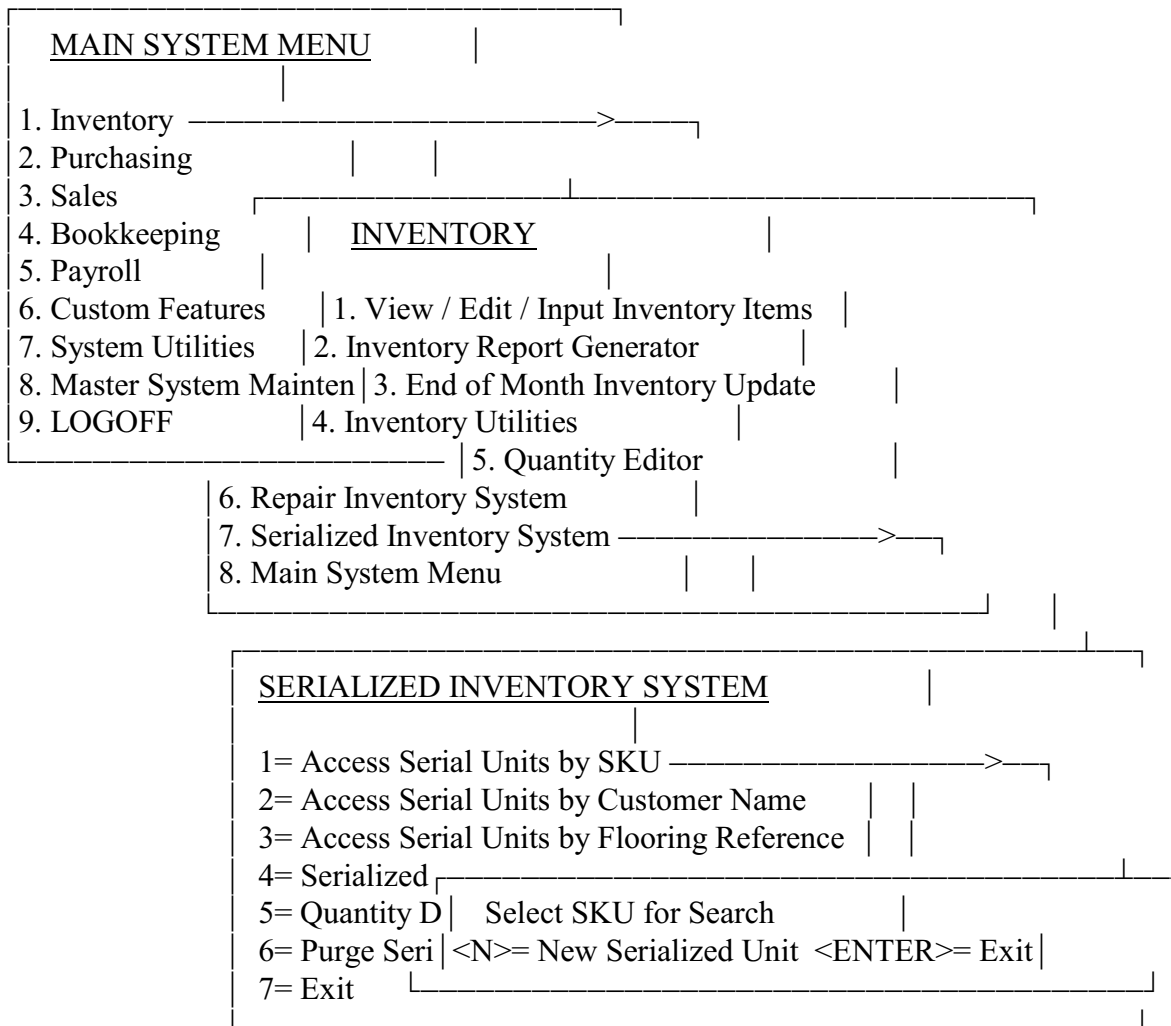 MAIN SYSTEM MENU
1. Inventory >
2. Purchasing
3. Sales
4. Bookkeeping INVENTORY
5. Payroll
6. Custom Features 1. View / Edit / Input Inventory Items
7. System Utilities 2. Inventory Report Generator
8. Master System Mainten 3. End of Month Inventory Update
9. LOGOFF 4. Inventory Utilities
5. Quantity Editor
6. Repair Inventory System
7. Serialized Inventory System >
8. Main System Menu
SERIALIZED INVENTORY SYSTEM
1= Access Serial Units by SKU >
2= Access Serial Units by Customer Name
3= Access Serial Units by Flooring Reference
4= Serialized
5= Quantity D Select SKU for Search
6= Purge Seri <N>= New Serialized Unit <ENTER>= Exit
7= Exit